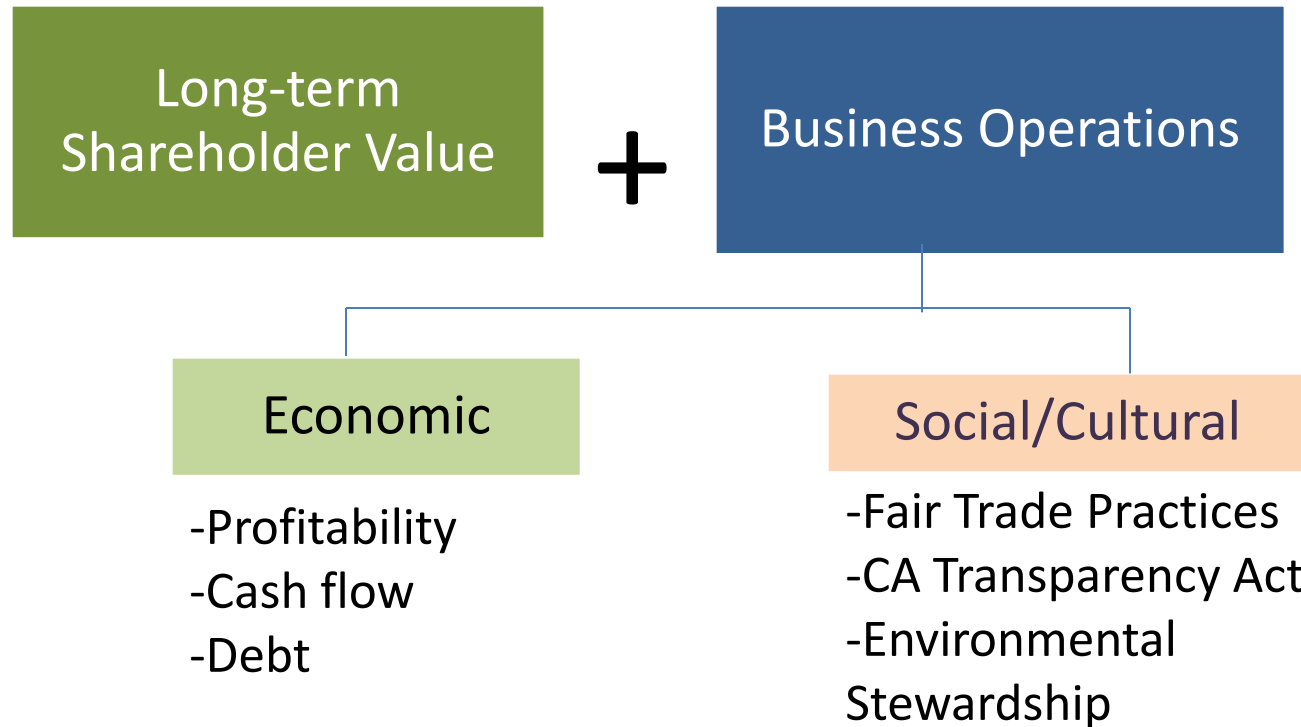 Long-term
Shareholder Value
+
Business Operations
Economic
-Profitability
-Cash flow
-Debt
Social/Cultural
-Fair Trade Practices
-CA Transparency Act
-Environmental
Stewardship